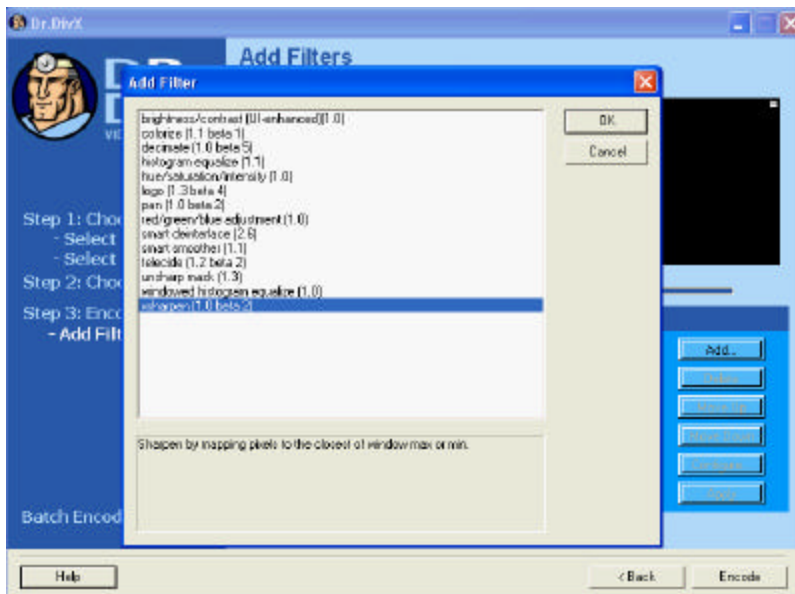 Dr.DivX
Add Filters
Add Filter
brightness/contrast (UI-enhanced)(1.0)
colorize (1.1 beta 1)
decimate (1.0 beta 5)
histogram equalize (1.1)
hue/saturation/intensity (1.0)
logo (1.3 beta 4)
pan (1.0 beta 2)
red/green/blue adjustment (1.0)
smart deinterlace (2.6)
smart smoother (1.1)
telecide (1.2 beta 2)
unsharp mask (1.3)
windowed histogram equalize (1.0)
xsharpen (1.0 beta 2)
OK
Cancel
Sharpen by mapping pixels to the closest of window max or min.
Step 1: Choo
- Select
- Select
Step 2: Choo
Step 3: Enco
- Add Filt
Add...
Batch Encod
Help
< Back
Encode